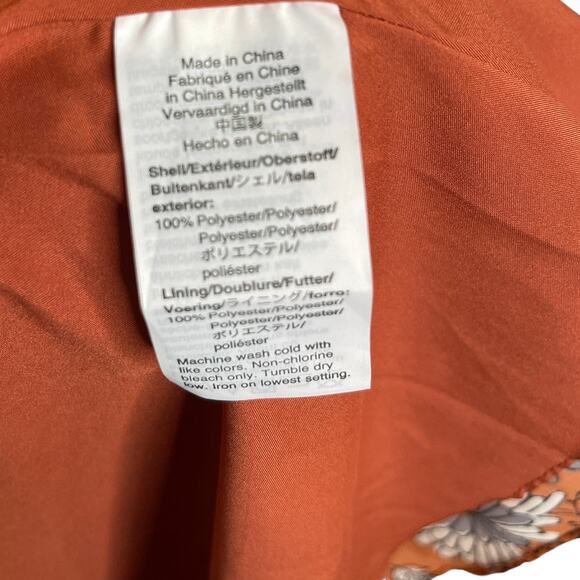 Made in China
Fabriqué en Chine
in China Hergestellt
Vervaardigd in China
中国製
Hecho en China
Shell/Extérieur/Oberstoff/
Buitenkant/シェル/tela
exterior:
100% Polyester/Polyester/
Polyester/Polyester/
ポリエステル/
poliéster
Lining/Doublure/Futter/
Voering/ライニング/forro:
100% Polyester/Polyester/
Polyester/Polyester/
ポリエステル/
poliéster
Machine wash cold with
like colors. Non-chlorine
bleach only. Tumble dry
low. Iron on lowest setting.